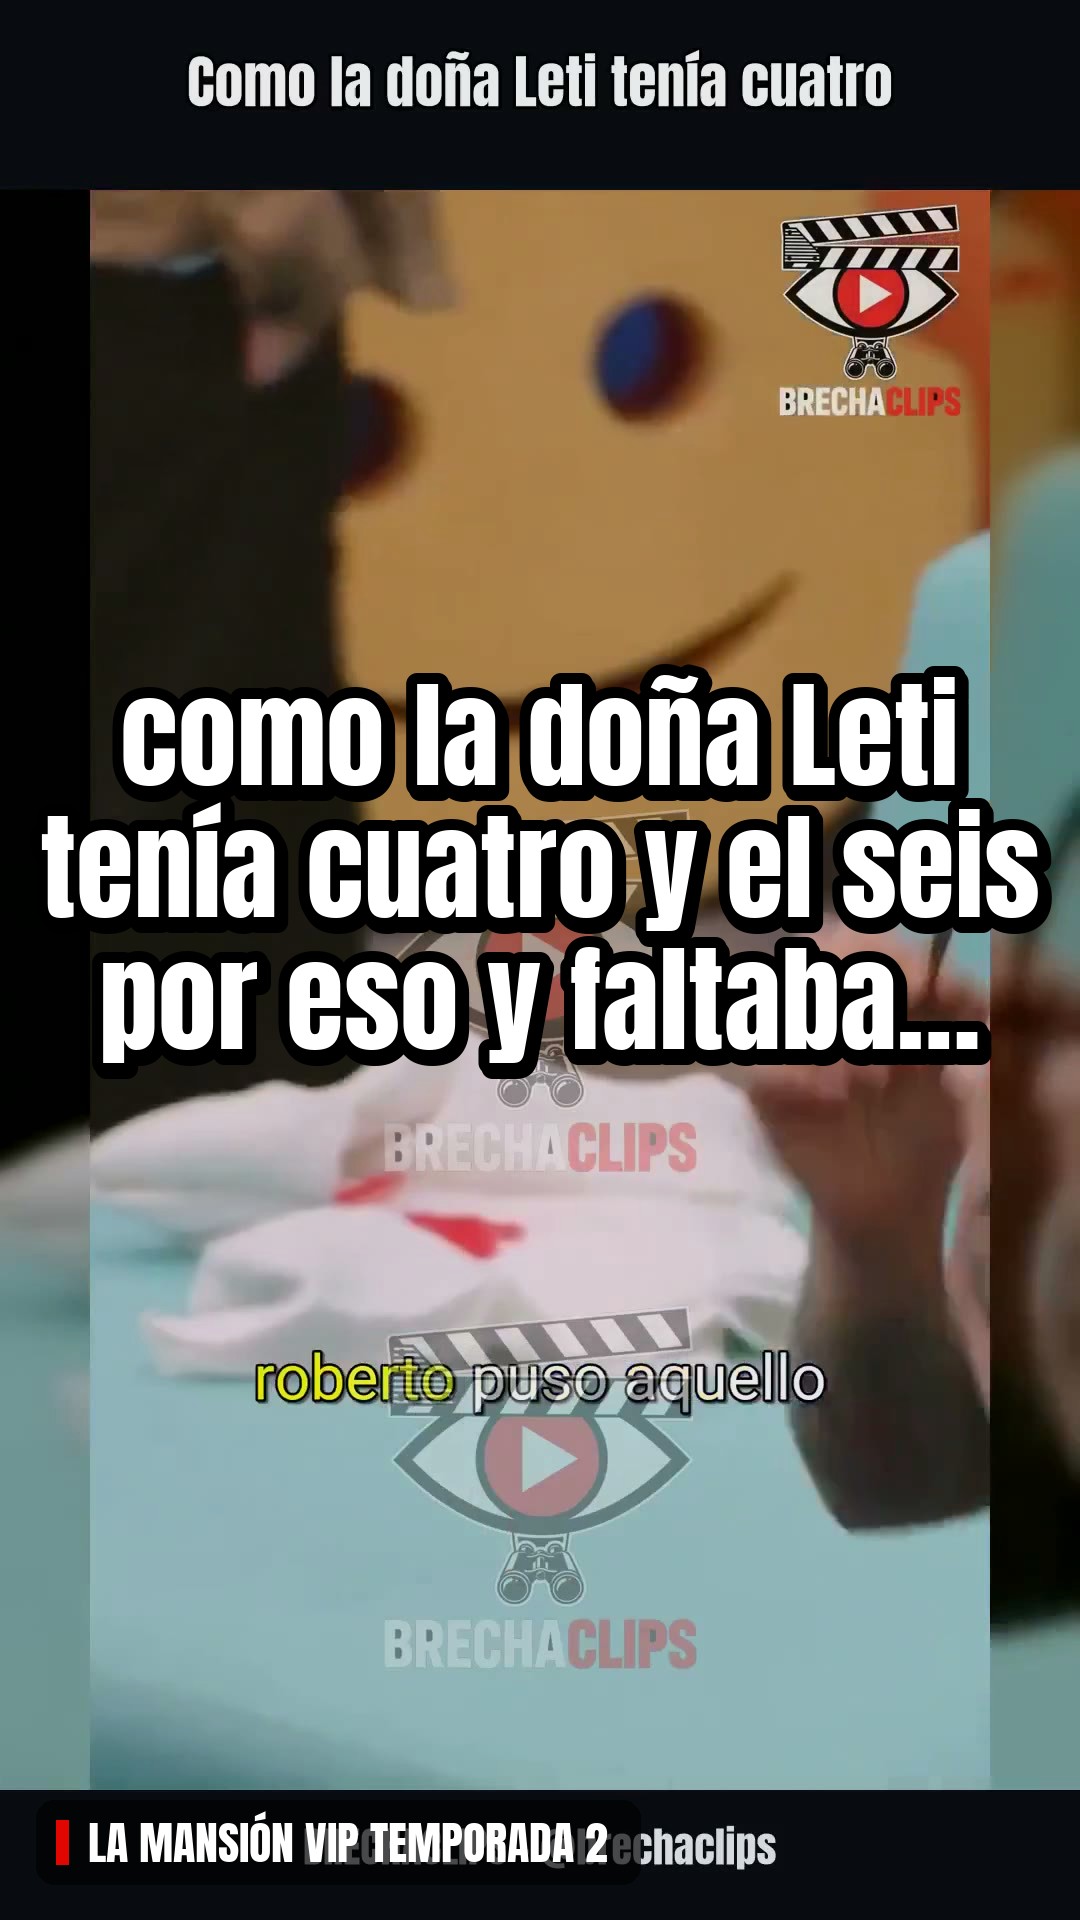 Como la doña Leti tenía cuatro
BRECHACLIPS
como la doña Leti
tenía cuatro y el seis
por eso y faltaba...
BRECHACLIPS
roberto puso aquello
BRECHACLIPS
LA MANSIÓN VIP TEMPORADA 2
@brechaclips